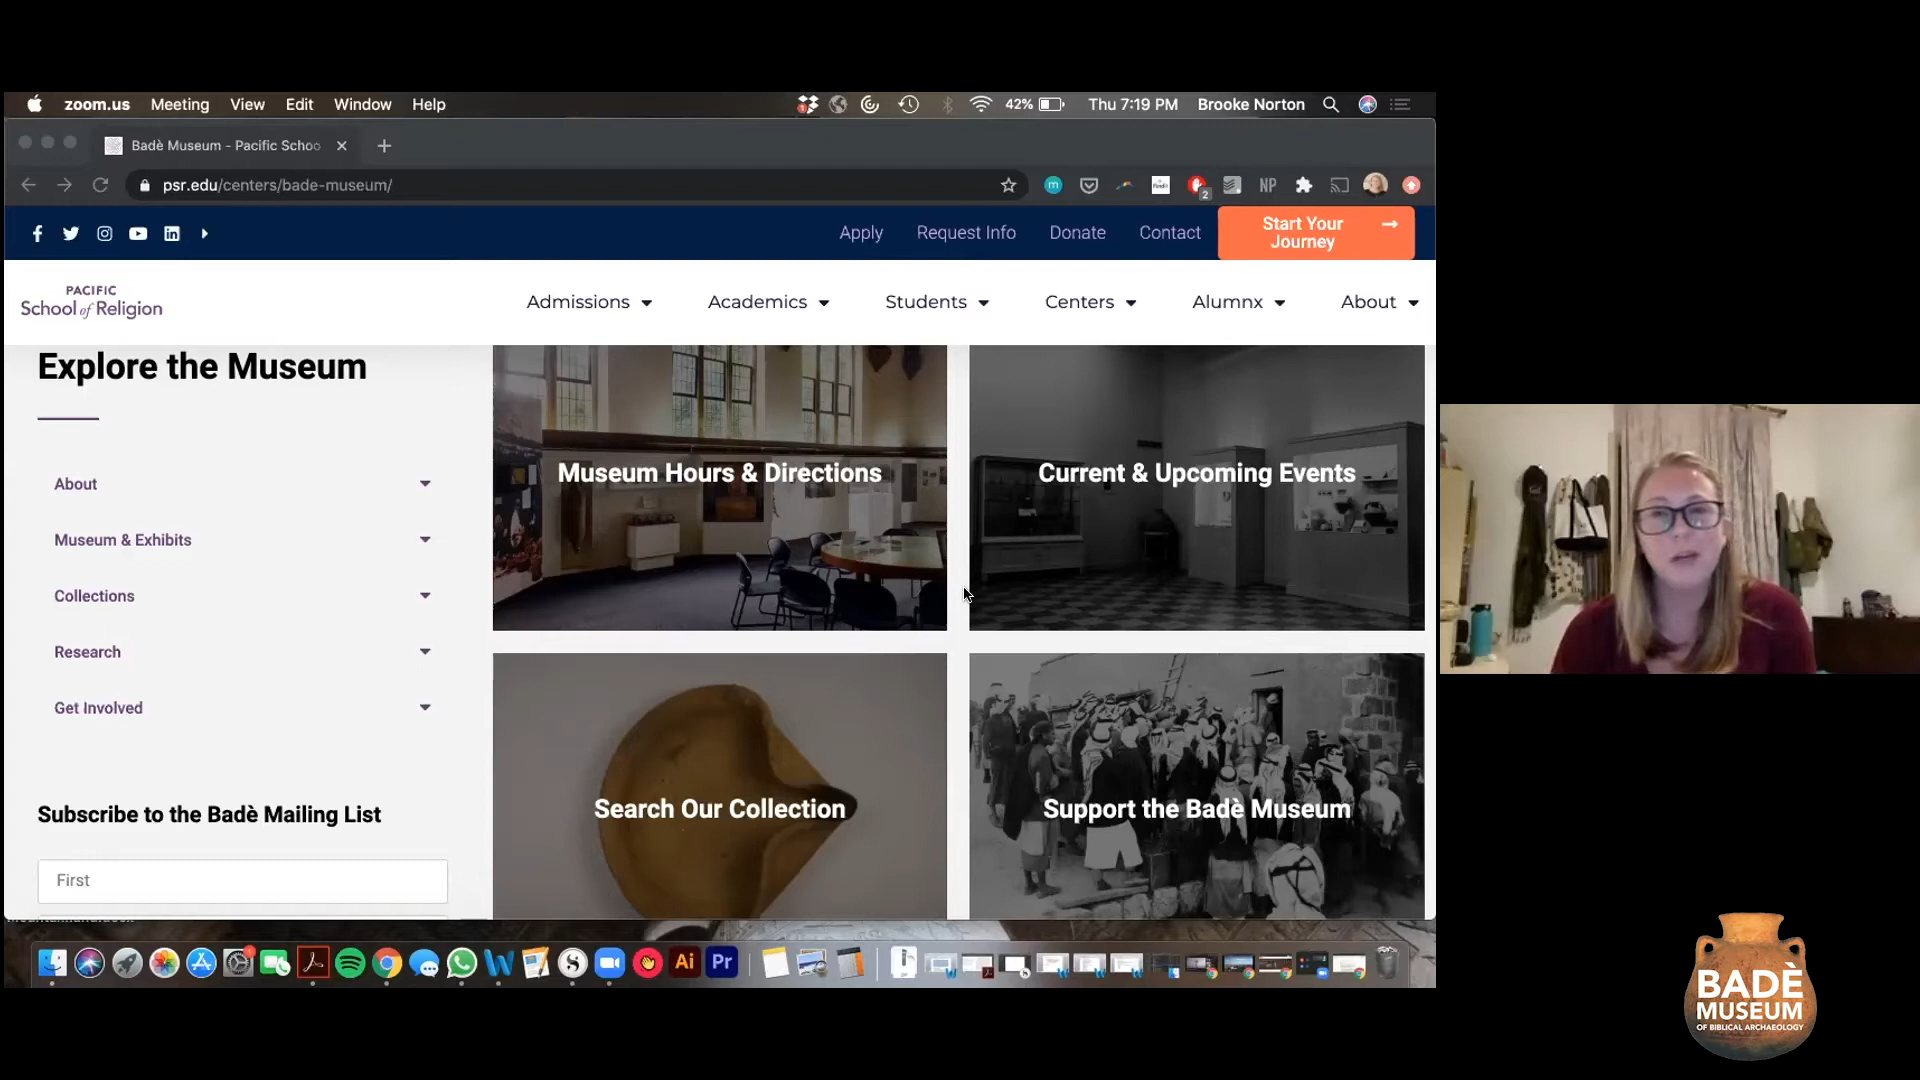 zoom.us Meeting View Edit Window Help 42% Thu 7:19 PM Brooke Norton
Badè Museum - Pacific Schoo
psr.edu/centers/bade-museum/
2
NP
Apply Request Info Donate Contact Start Your
Journey
PACIFIC
School of Religion
Admissions Academics Students Centers Alumnx About
Explore the Museum
About
Museum & Exhibits
Collections
Research
Get Involved
Subscribe to the Badè Mailing List
First
Museum Hours & Directions
Current & Upcoming Events
Search Our Collection
Support the Badè Museum
Ai
Pr
BADÈ
MUSEUM
OF BIBLICAL ARCHAEOLOGY